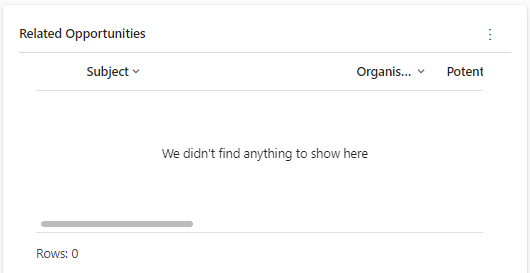 Related Opportunities
Subject Organis... Potent
We didn't find anything to show here
Rows: 0